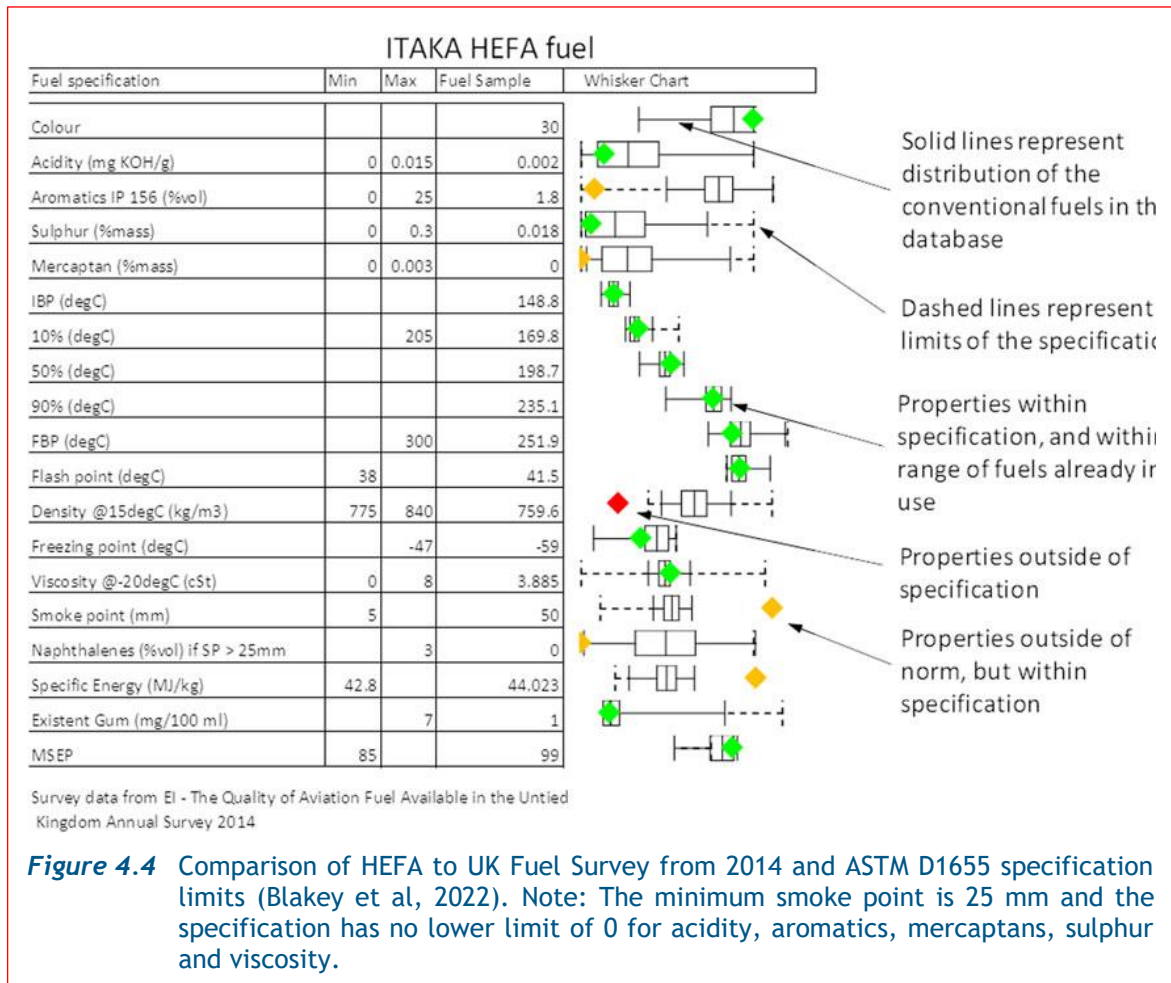 ITAKA HEFA fuel
Fuel specification Min Max Fuel Sample Whisker Chart
Colour 30
Acidity (mg KOH/g) 0 0.015 0.002
Aromatics IP 156 (%vol) 0 25 1.8
Sulphur (%mass) 0 0.3 0.018
Mercaptan (%mass) 0 0.003 0
IBP (degC) 148.8
10% (degC) 205 169.8
50% (degC) 198.7
90% (degC) 235.1
FBP (degC) 300 251.9
Flash point (degC) 38 41.5
Density @15degC (kg/m3) 775 840 759.6
Freezing point (degC) -47 -59
Viscosity @-20degC (cSt) 0 8 3.885
Smoke point (mm) 5 50
Naphthalenes (%vol) if SP > 25mm 3 0
Specific Energy (MJ/kg) 42.8 44.023
Existent Gum (mg/100 ml) 7 1
MSEP 85 99
Solid lines represent
distribution of the
conventional fuels in th
database
Dashed lines represent
limits of the specificatio
Properties within
specification, and within
range of fuels already in
use
Properties outside of
specification
Properties outside of
norm, but within
specification
Survey data from EI - The Quality of Aviation Fuel Available in the Untied
Kingdom Annual Survey 2014
Figure 4.4 Comparison of HEFA to UK Fuel Survey from 2014 and ASTM D1655 specification
limits (Blakey et al, 2022). Note: The minimum smoke point is 25 mm and the
specification has no lower limit of 0 for acidity, aromatics, mercaptans, sulphur
and viscosity.